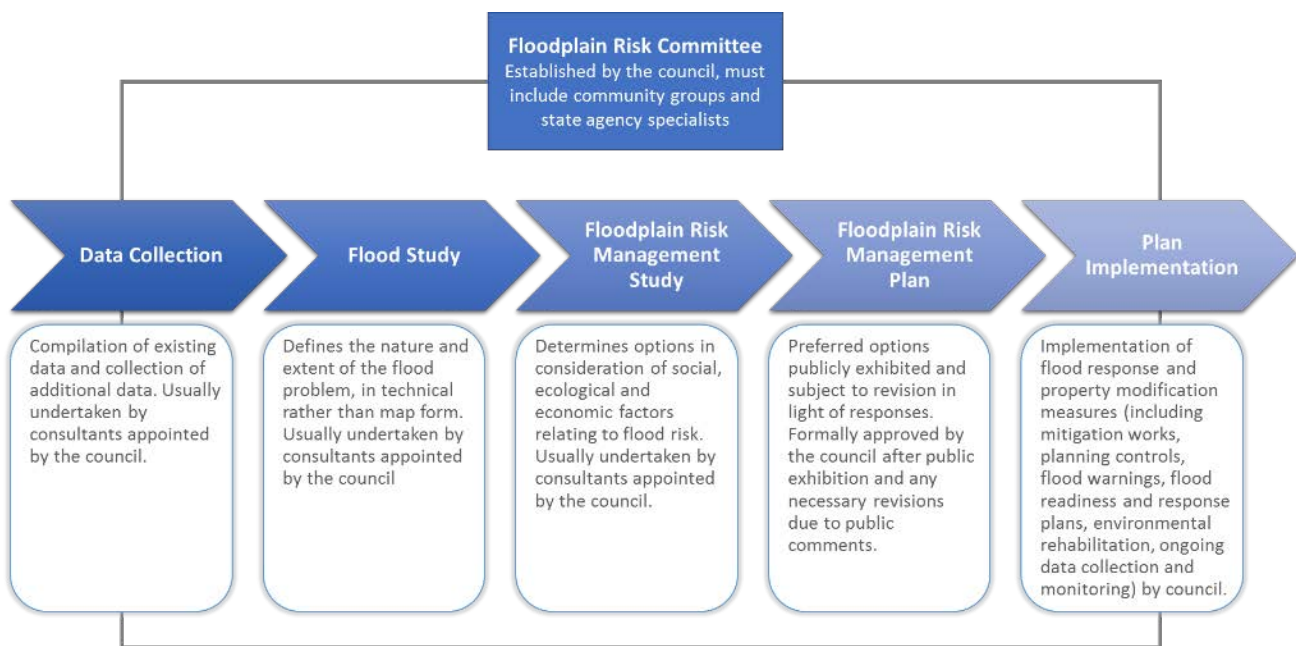 Floodplain Risk Committee
Established by the council, must
include community groups and
state agency specialists
Data Collection
Flood Study
Floodplain Risk
Management
Study
Floodplain Risk
Management
Plan
Plan
Implementation
Compilation of existing
data and collection of
additional data. Usually
undertaken by
consultants appointed
by the council.
Defines the nature and
extent of the flood
problem, in technical
rather than map form.
Usually undertaken by
consultants appointed
by the council
Determines options in
consideration of social,
ecological and
economic factors
relating to flood risk.
Usually undertaken by
consultants appointed
by the council.
Preferred options
publicly exhibited and
subject to revision in
light of responses.
Formally approved by
the council after public
exhibition and any
necessary revisions
due to public
comments.
Implementation of
flood response and
property modification
measures (including
mitigation works,
planning controls,
flood warnings, flood
readiness and response
plans, environmental
rehabilitation, ongoing
data collection and
monitoring) by council.